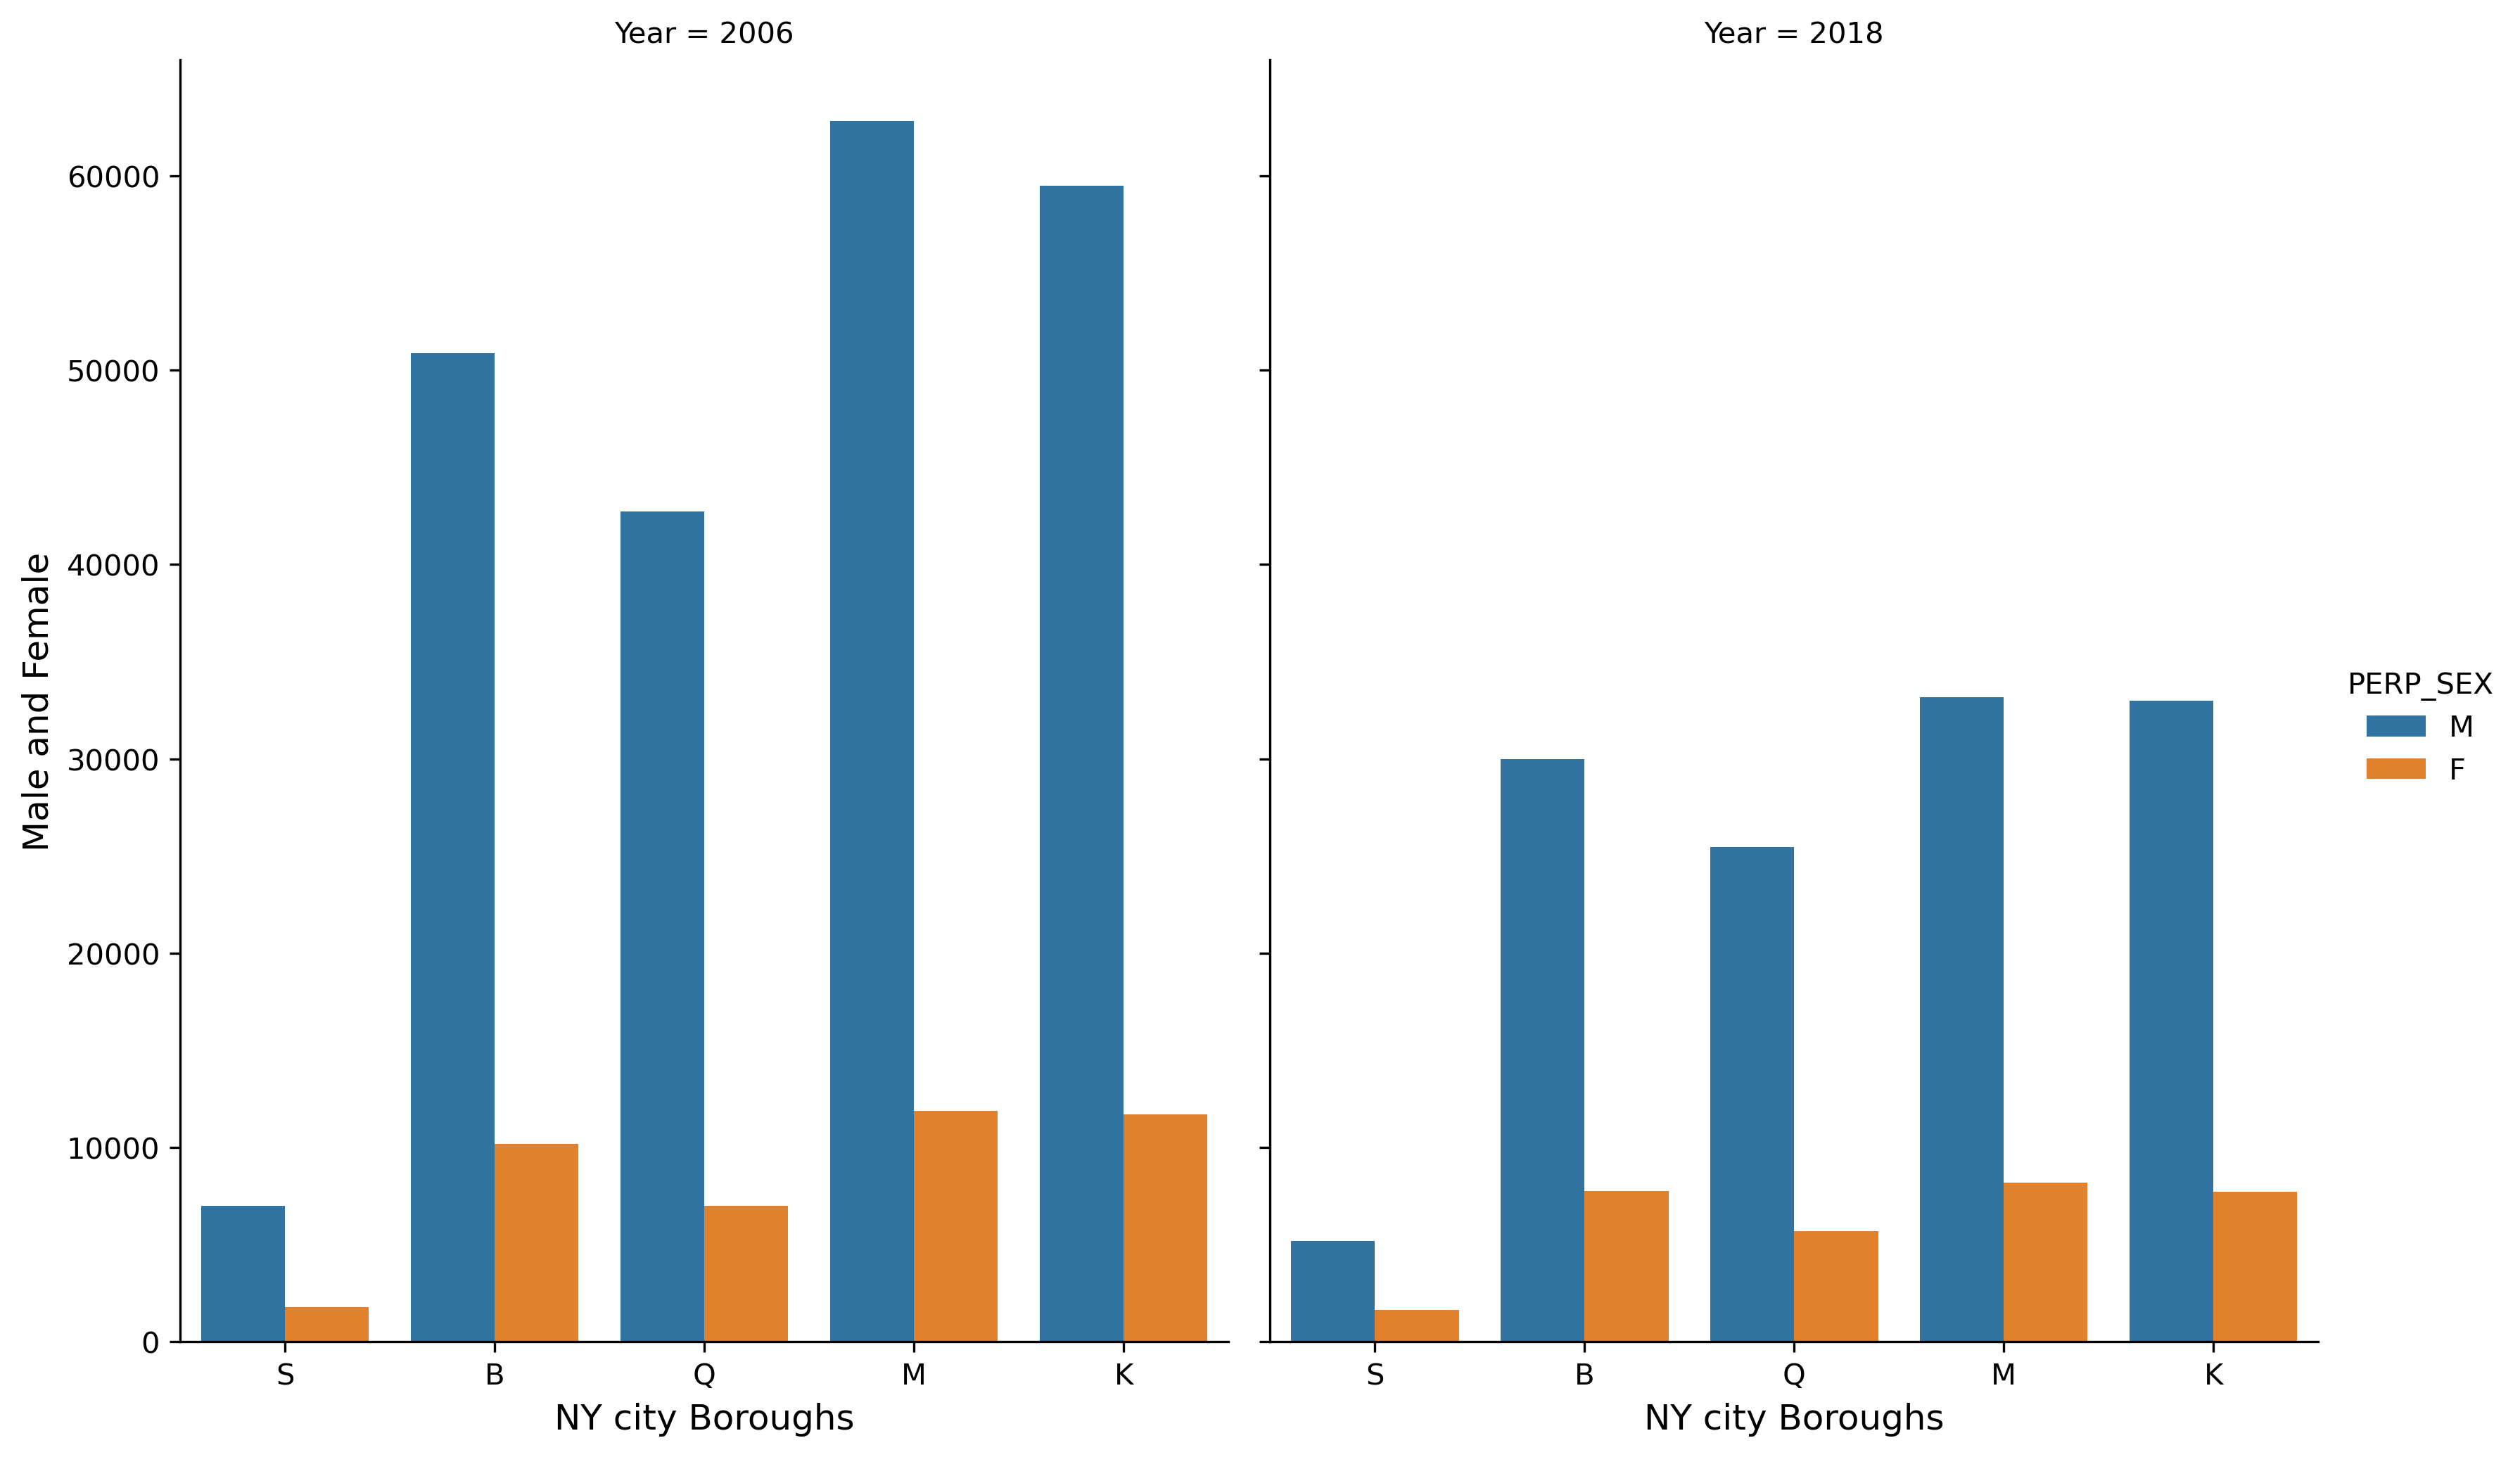 Year = 2006
Year = 2018
60000
50000
40000
30000
20000
10000
0
Male and Female
S B Q M K
S B Q M K
NY city Boroughs
NY city Boroughs
PERP_SEX
M
F